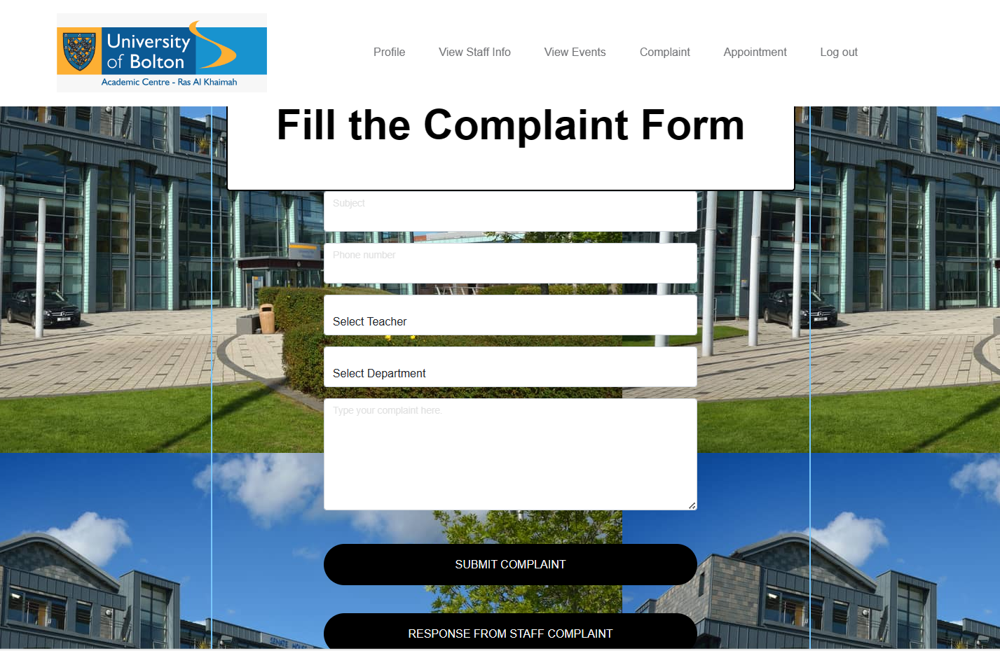 University
of Bolton
Academic Centre - Ras Al Khaimah
Profile View Staff Info View Events Complaint Appointment Log out
Fill the Complaint Form
Subject
Phone number
Select Teacher
Select Department
Type your complaint here.
SUBMIT COMPLAINT
RESPONSE FROM STAFF COMPLAINT
SENATE HOUSE